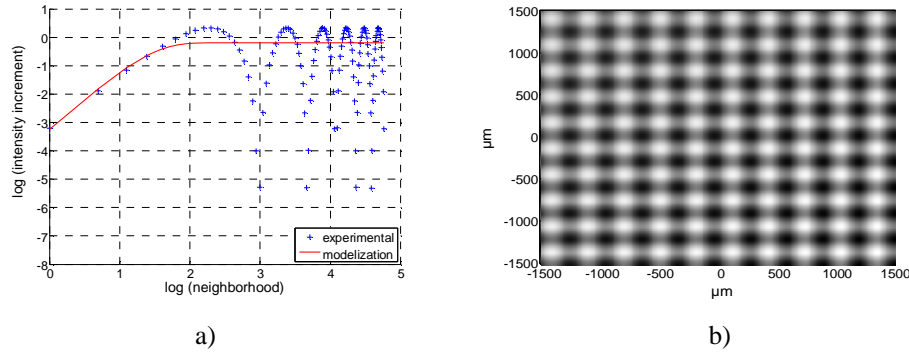 1
0
-1
-2
-3
-4
-5
-6
-7
-8
log (intensity increment)
0 1 2 3 4 5
log (neighborhood)
experimental
modelization
a)
1500
1000
500
0
-500
-1000
-1500
µm
-1500 -1000 -500 0 500 1000 1500
µm
b)